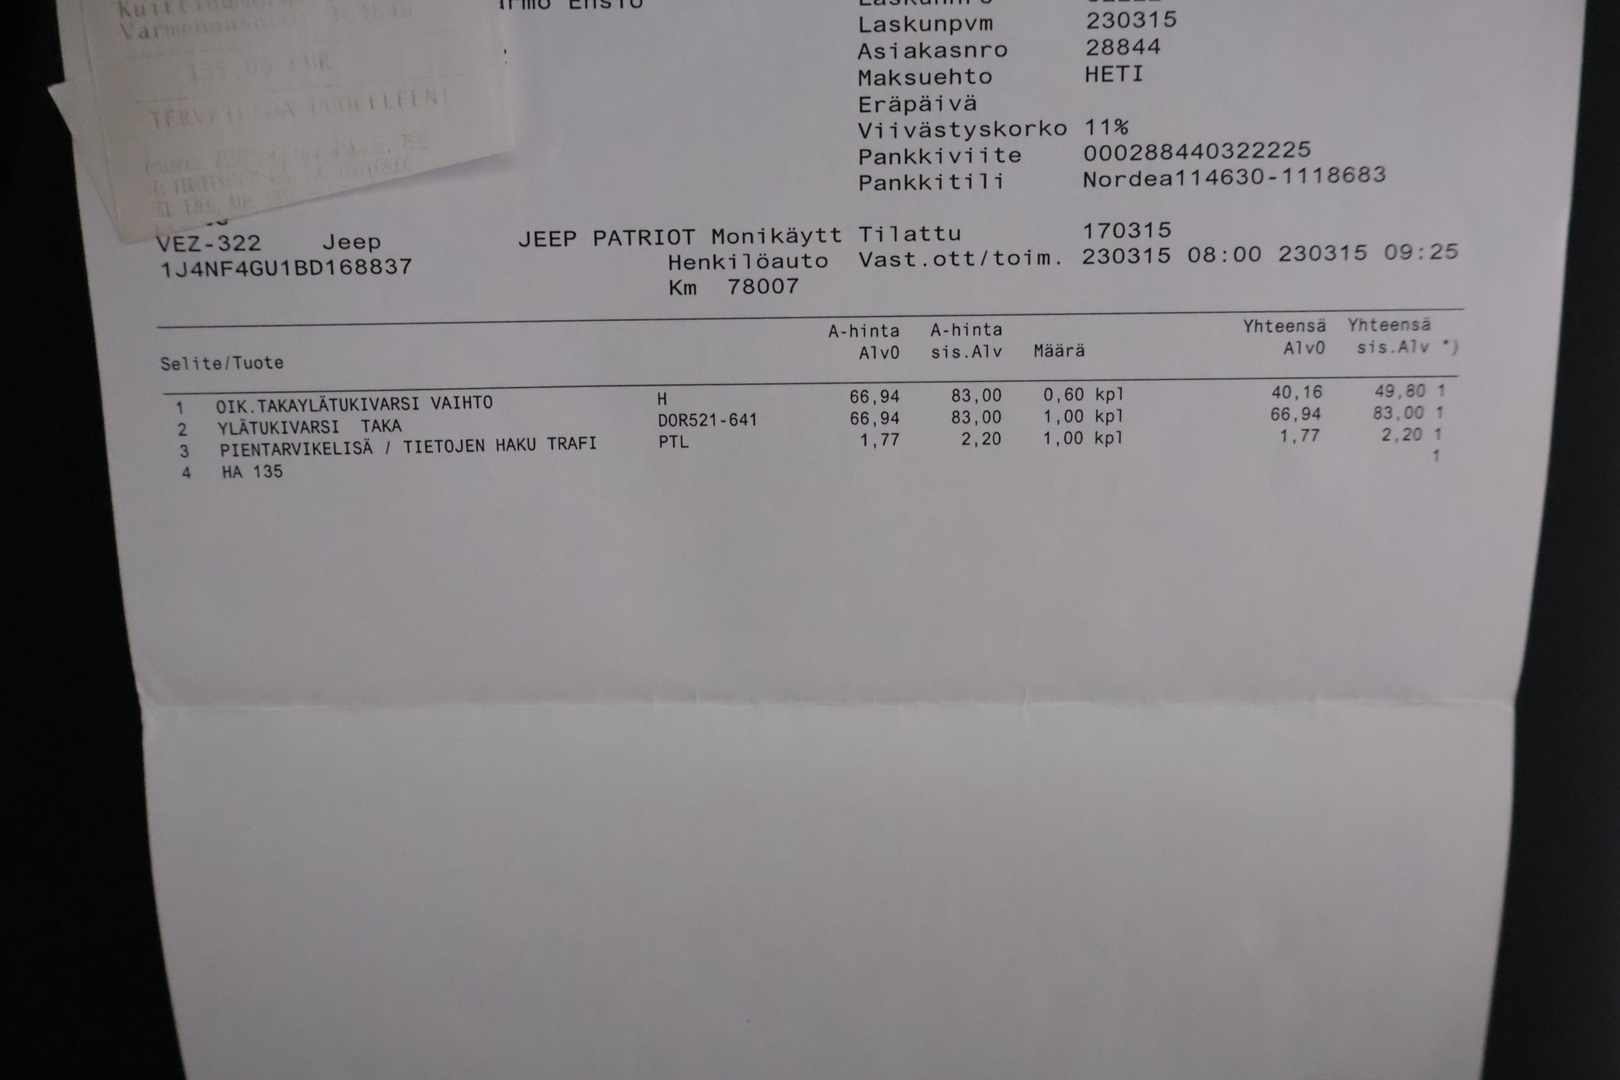 135,00 EUR
Ensio
Laskunpvm 230315
Asiakasnro 28844
Maksuehto HETI
Eräpäivä
Viivästyskorko 11%
Pankkiviite 000288440322225
Pankkitili Nordea114630-1118683
VEZ-322 Jeep JEEP PATRIOT Monikäytt Tilattu 170315
1J4NF4GU1BD168837 Henkilöauto Vast.ott/toim. 230315 08:00 230315 09:25
Km 78007
A-hinta A-hinta Yhteensä Yhteensä
Selite/Tuote Alv0 sis.Alv Määrä Alv0 sis.Alv *)
1 OIK.TAKAYLÄTUKIVARSI VAIHTO H 66,94 83,00 0,60 kpl 40,16 49,80 1
2 YLÄTUKIVARSI TAKA DOR521-641 66,94 83,00 1,00 kpl 66,94 83,00 1
3 PIENTARVIKELISÄ / TIETOJEN HAKU TRAFI PTL 1,77 2,20 1,00 kpl 1,77 2,20 1
4 HA 135 1